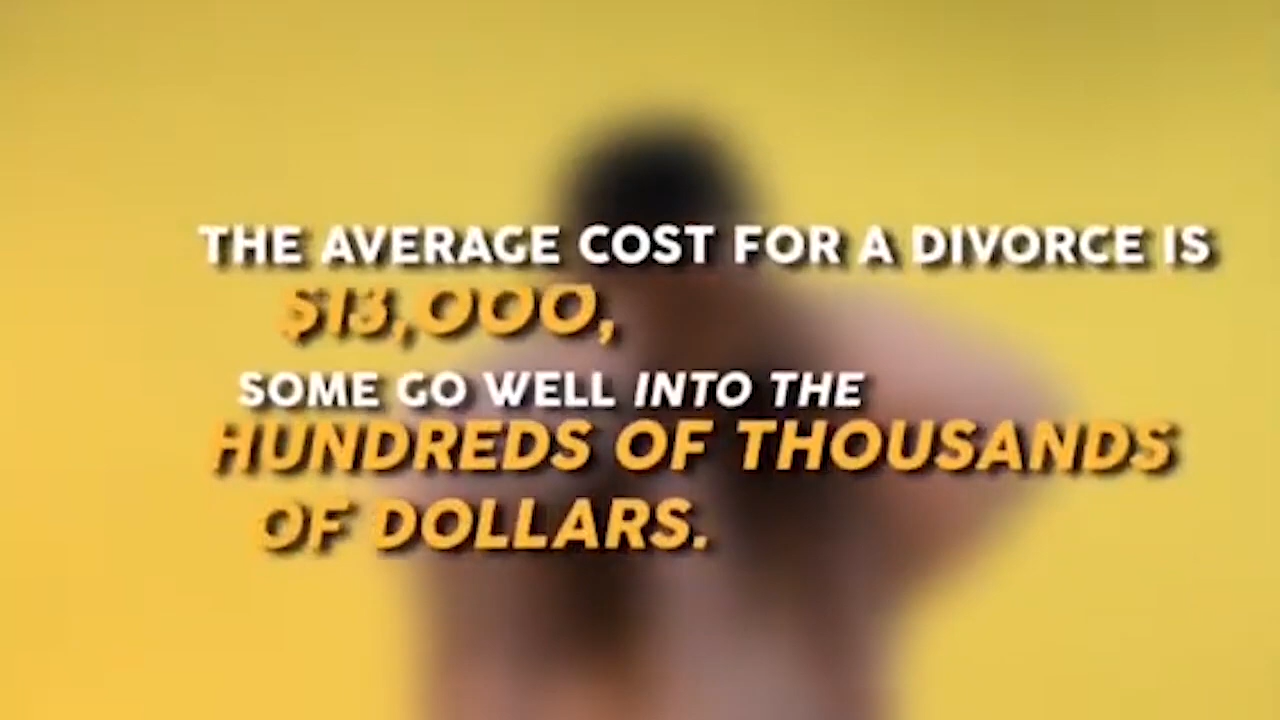 THE AVERAGE COST FOR A DIVORCE IS
$13,000,
SOME GO WELL INTO THE
HUNDREDS OF THOUSANDS
OF DOLLARS.